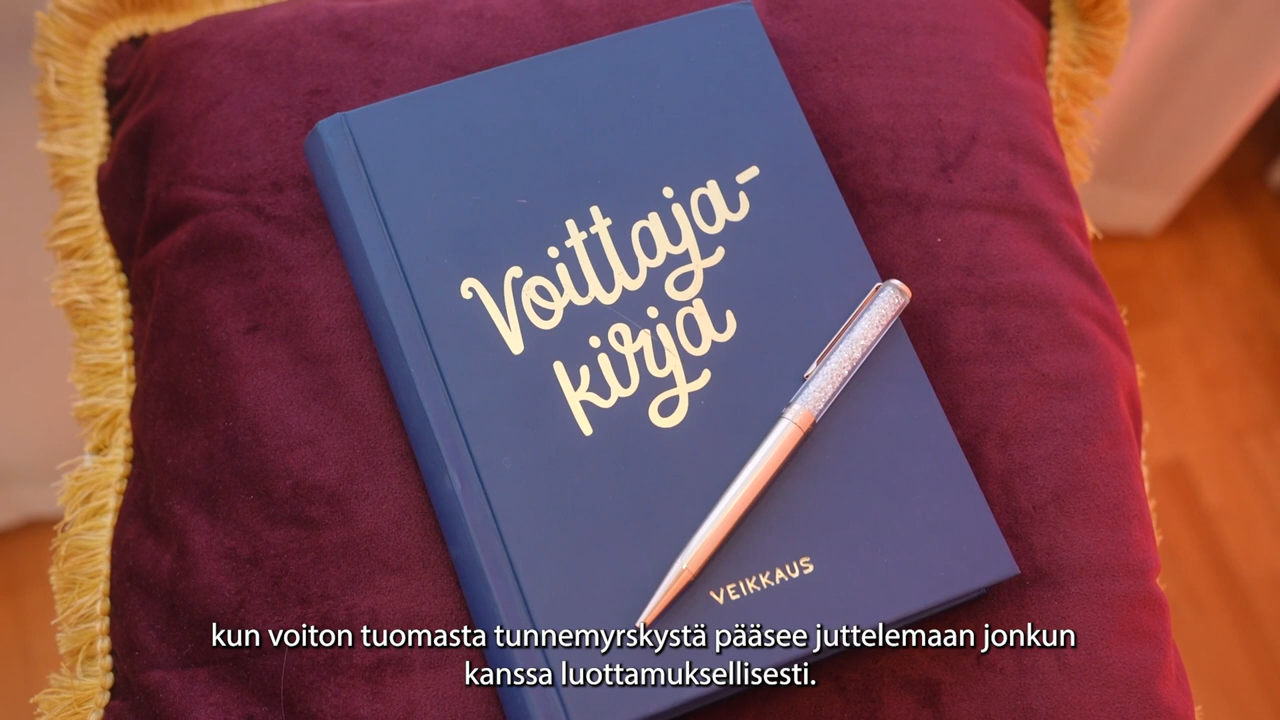 Voittaja-
kirja
VEIKKAUS
kun voiton tuomasta tunnemyrskystä pääsee juttelemaan jonkun
kanssa luottamuksellisesti.